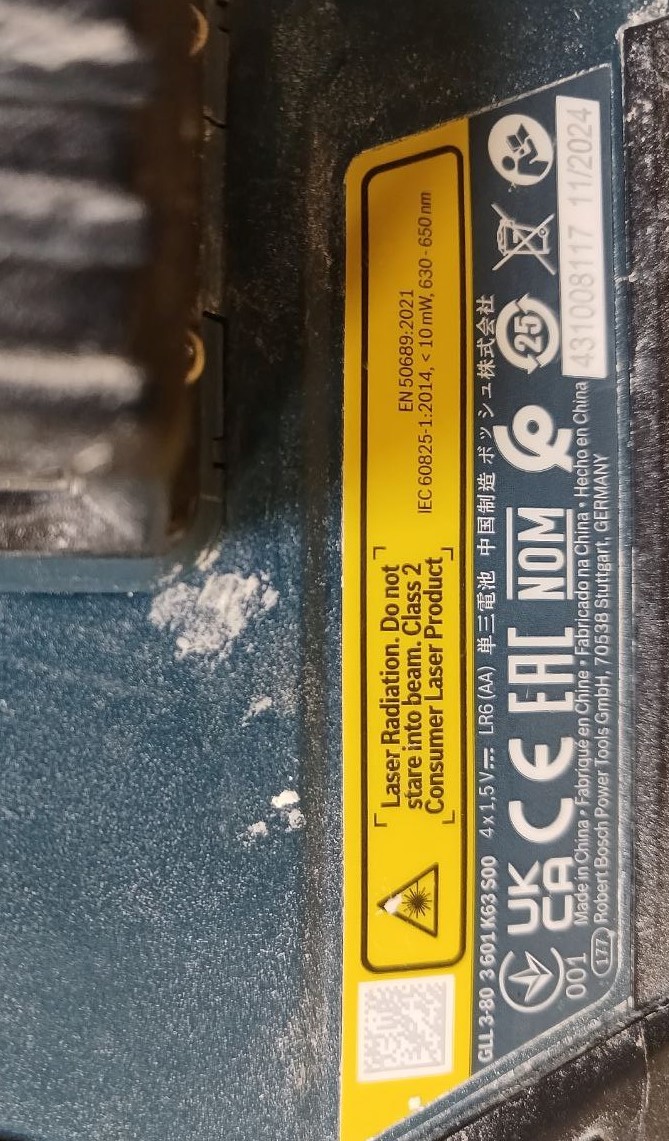 Laser Radiation. Do not
stare into beam. Class 2
Consumer Laser Product
EN 50689:2021
IEC 60825-1:2014, < 10 mW, 630 - 650 nm
GLL 3-80 3 601 K63 S00 4 x 1,5 V⎓ LR6 (AA) 単三電池 中国制造 ボッシュ株式会社
UK
CA CE EAC NOM 25
001
Made in China • Fabriqué en Chine • Fabricado na China • Hecho en China
177 Robert Bosch Power Tools GmbH, 70538 Stuttgart, GERMANY
431008117 11/2024